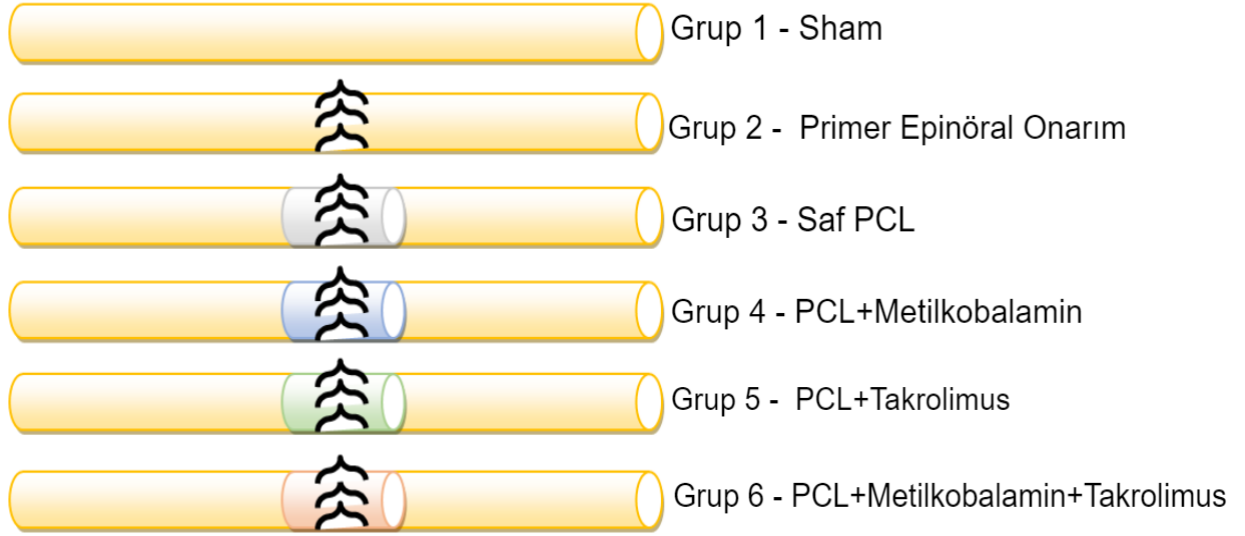 Grup 1 - Sham
Grup 2 - Primer Epinöral Onarım
Grup 3 - Saf PCL
Grup 4 - PCL+Metilkobalamin
Grup 5 - PCL+Takrolimus
Grup 6 - PCL+Metilkobalamin+Takrolimus